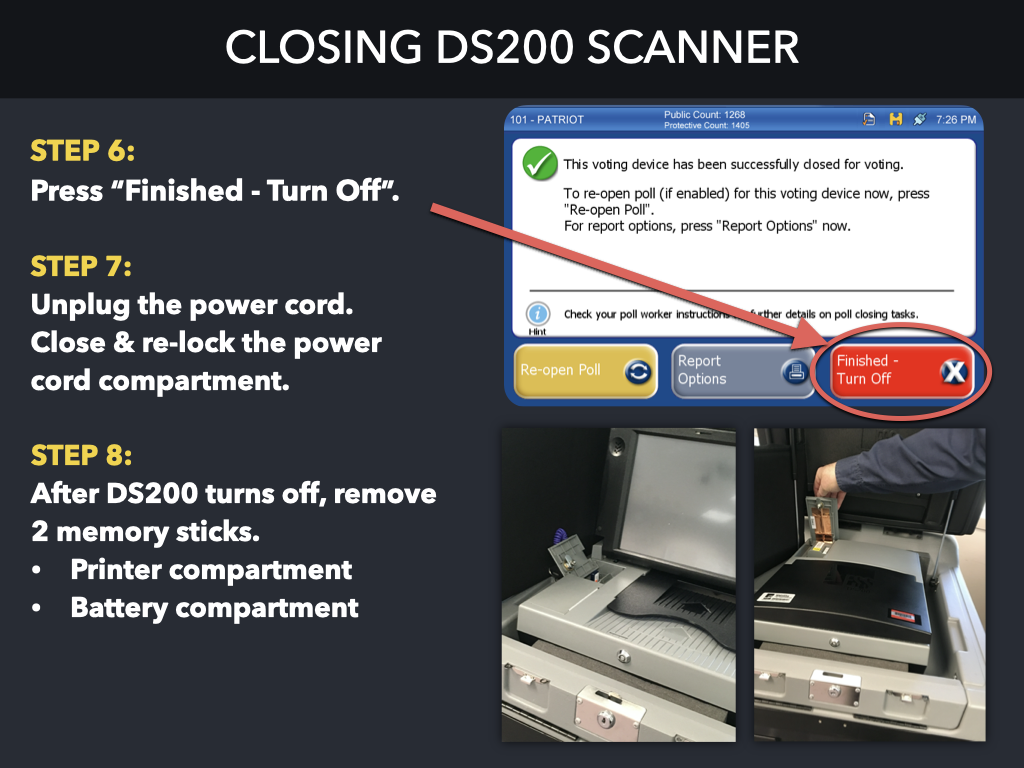 CLOSING DS200 SCANNER
STEP 6:
Press “Finished - Turn Off”.
STEP 7:
Unplug the power cord.
Close & re-lock the power
cord compartment.
STEP 8:
After DS200 turns off, remove
2 memory sticks.
• Printer compartment
• Battery compartment
101 - PATRIOT
Public Count: 1268
Protective Count: 1405
7:26 PM
This voting device has been successfully closed for voting.
To re-open poll (if enabled) for this voting device now, press
"Re-open Poll".
For report options, press "Report Options" now.
Hint
Check your poll worker instructions further details on poll closing tasks.
Re-open Poll
Report
Options
Finished -
Turn Off